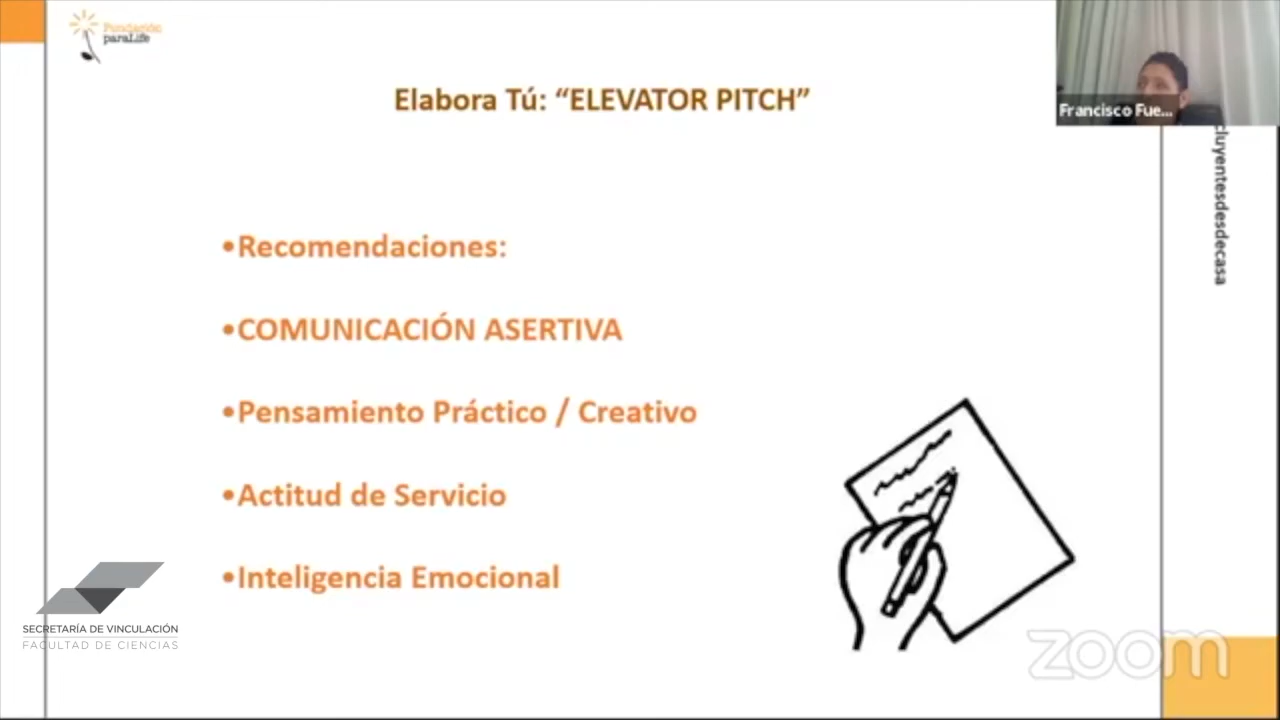 Fundación
paraLife
Elabora Tú: “ELEVATOR PITCH”
Francisco Fue...
cluyentesdesdecasa
•Recomendaciones:
•COMUNICACIÓN ASERTIVA
•Pensamiento Práctico / Creativo
•Actitud de Servicio
•Inteligencia Emocional
SECRETARÍA DE VINCULACIÓN
FACULTAD DE CIENCIAS
zoom